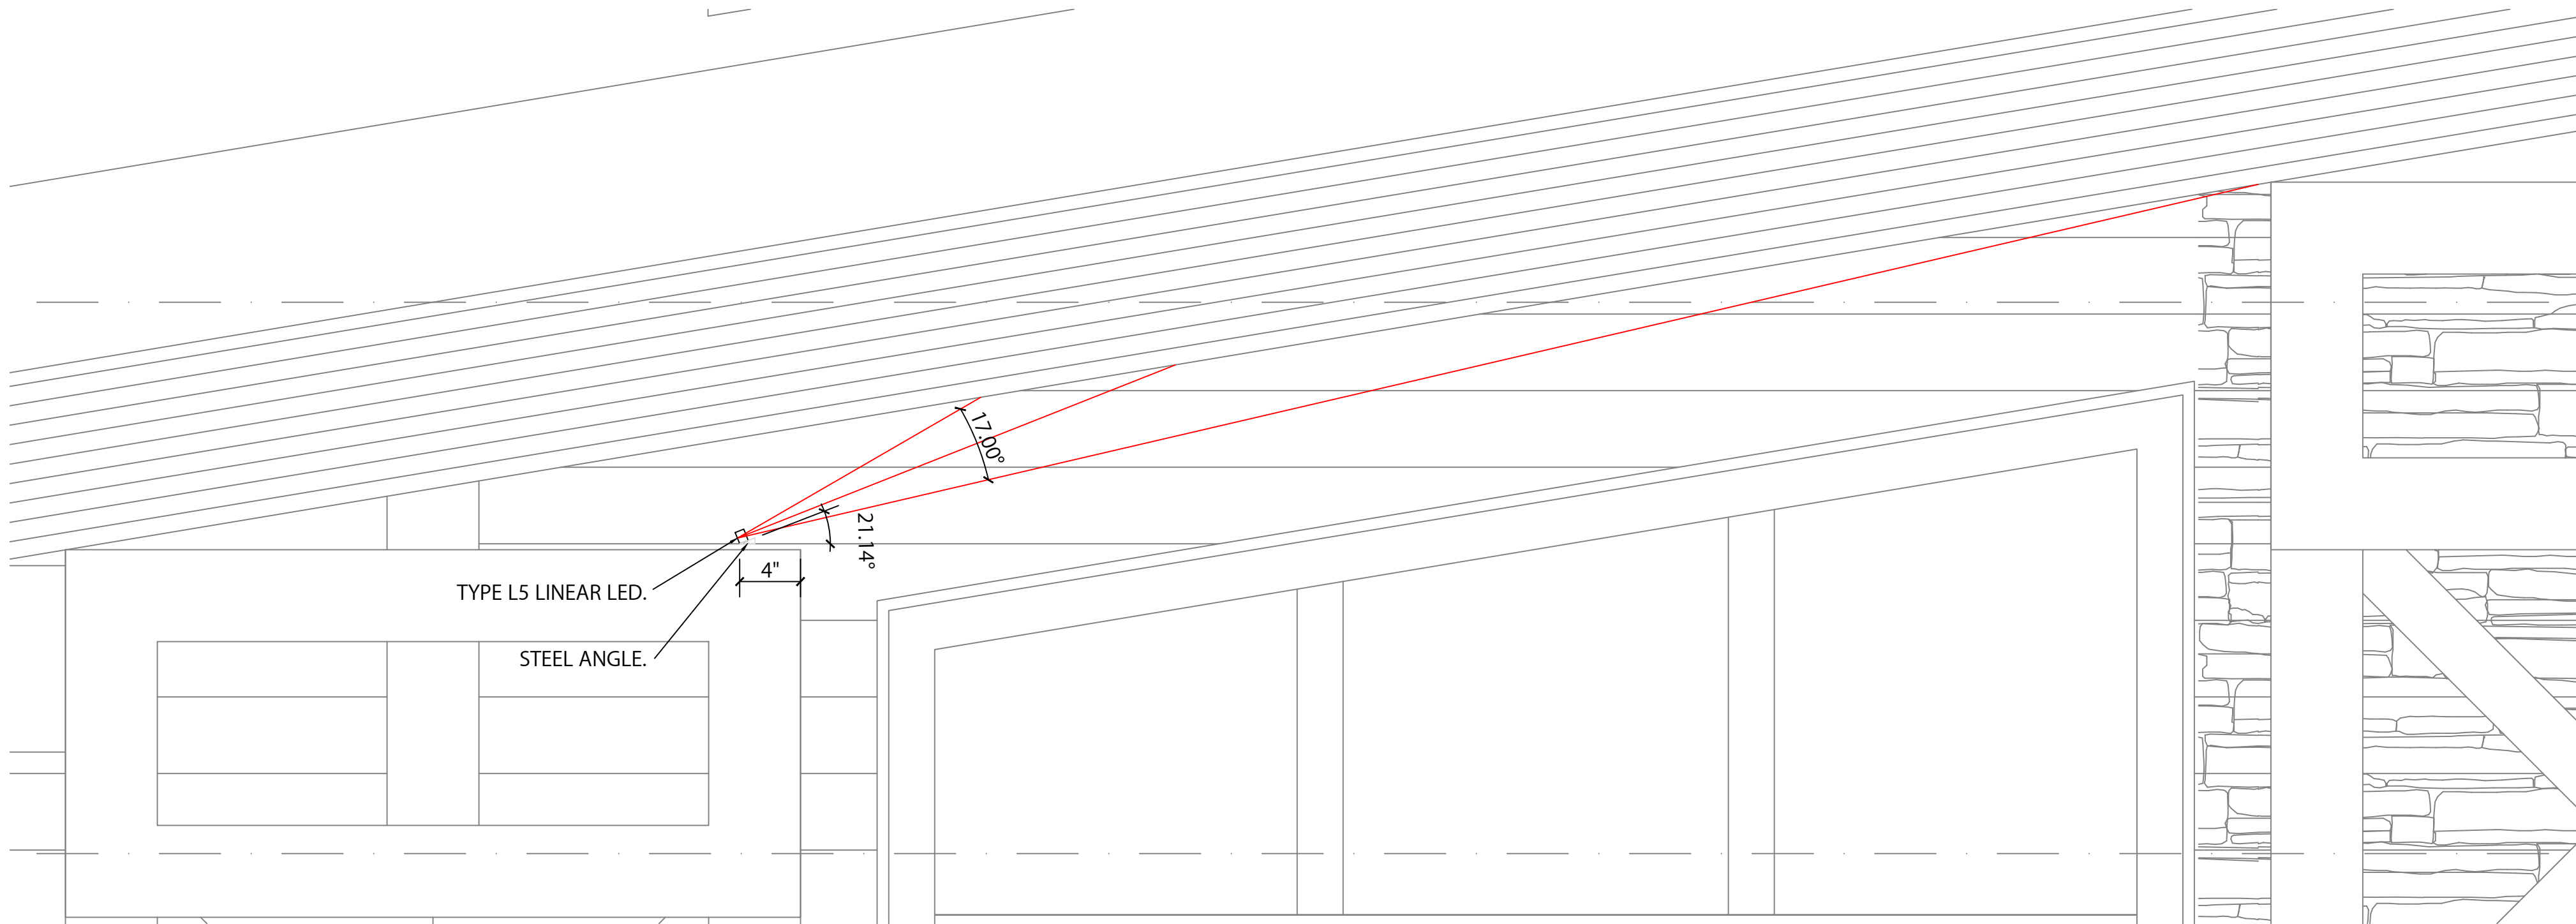 17.00°
21.14°
4"
TYPE L5 LINEAR LED.
STEEL ANGLE.